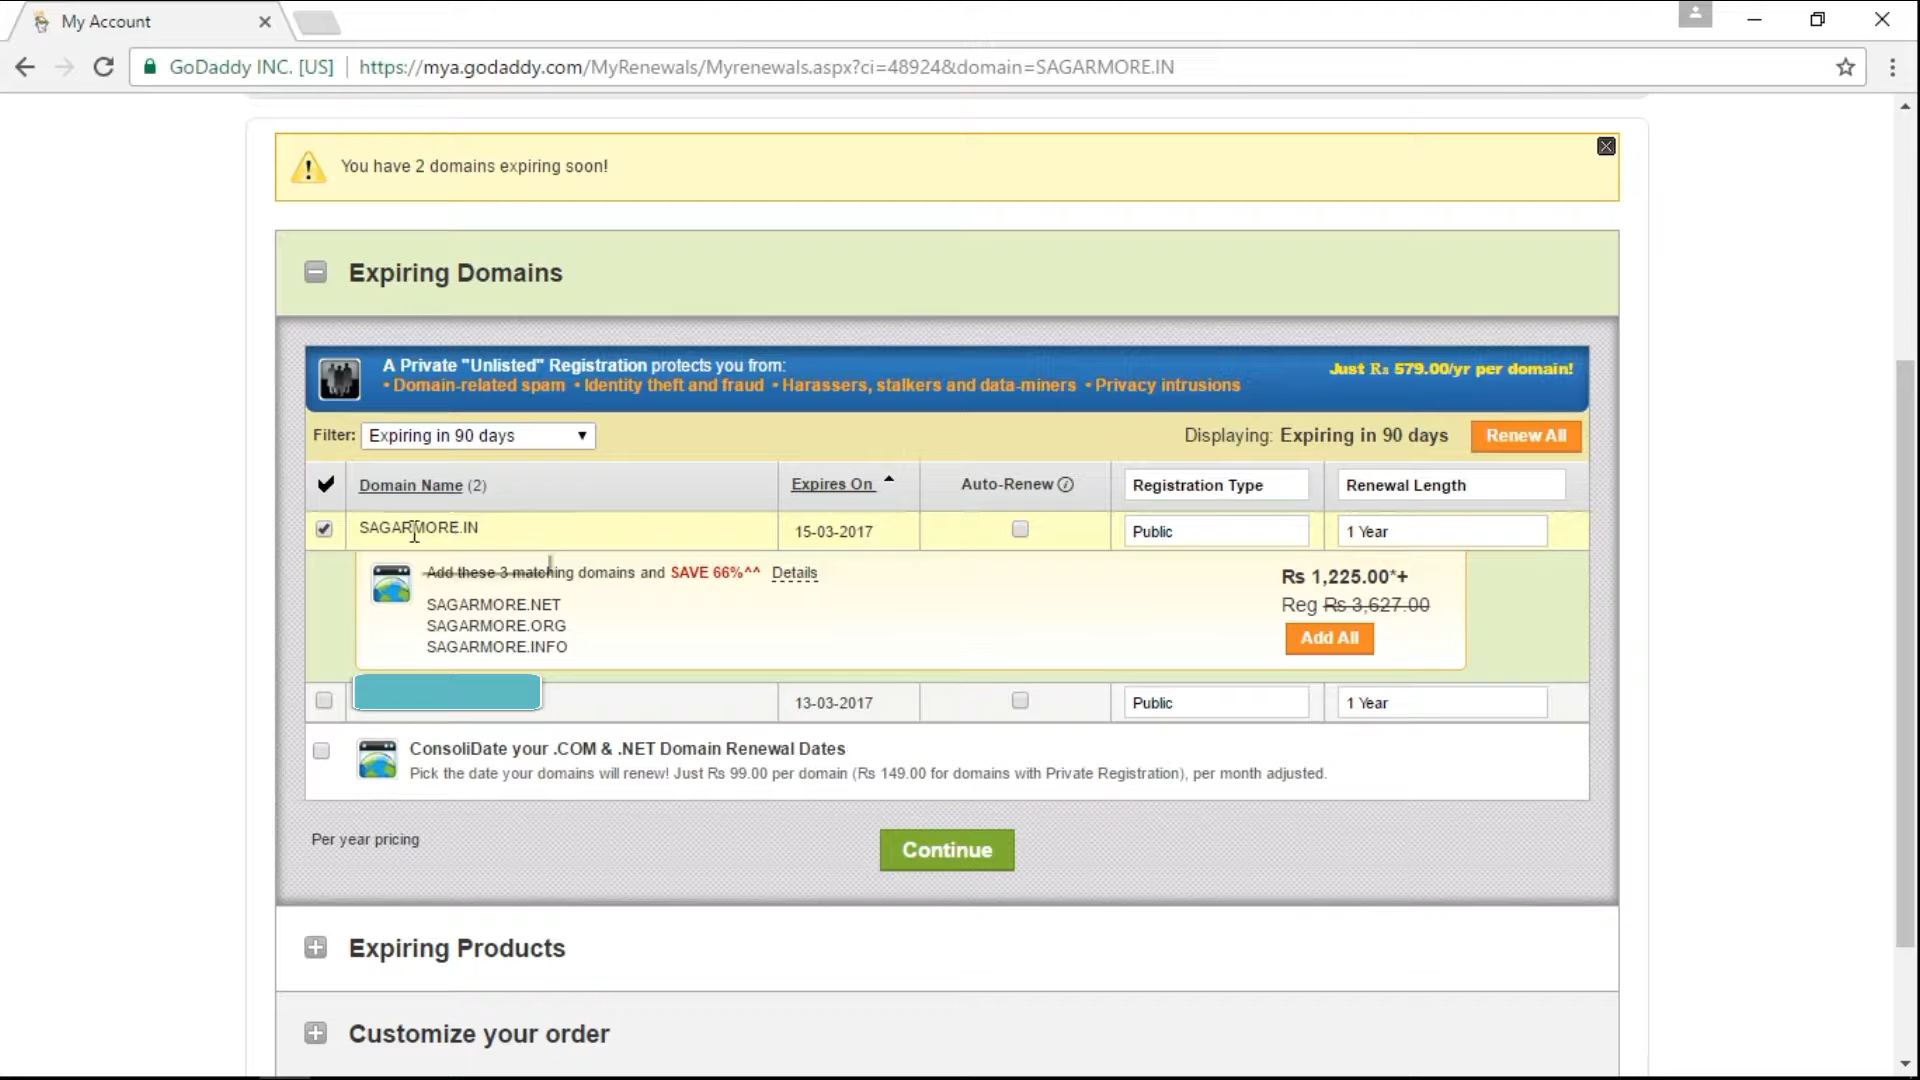 My Account
GoDaddy INC. [US] https://mya.godaddy.com/MyRenewals/Myrenewals.aspx?ci=48924&domain=SAGARMORE.IN
You have 2 domains expiring soon!
Expiring Domains
A Private "Unlisted" Registration protects you from:
• Domain-related spam • Identity theft and fraud • Harassers, stalkers and data-miners • Privacy intrusions
Just Rs 579.00/yr per domain!
Filter: Expiring in 90 days Displaying: Expiring in 90 days Renew All
Domain Name (2) Expires On Auto-Renew Registration Type Renewal Length
SAGARMORE.IN 15-03-2017 Public 1 Year
Add these 3 matching domains and SAVE 66%^^ Details Rs 1,225.00*+
SAGARMORE.NET Reg Rs 3,627.00
SAGARMORE.ORG
SAGARMORE.INFO Add All
13-03-2017 Public 1 Year
ConsoliDate your .COM & .NET Domain Renewal Dates
Pick the date your domains will renew! Just Rs 99.00 per domain (Rs 149.00 for domains with Private Registration), per month adjusted.
Per year pricing
Continue
Expiring Products
Customize your order